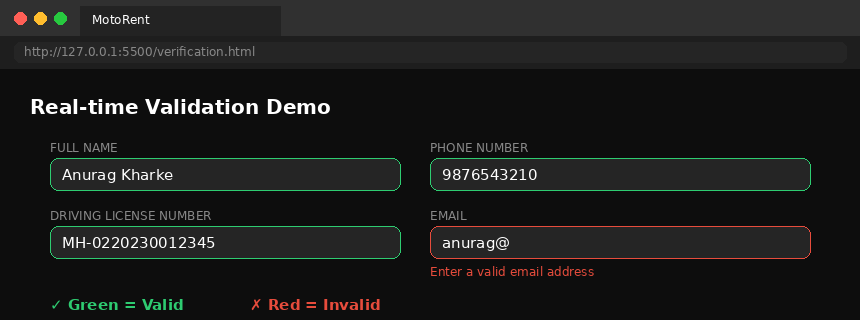 MotoRent
http://127.0.0.1:5500/verification.html
Real-time Validation Demo
FULL NAME
PHONE NUMBER
Anurag Kharke
9876543210
DRIVING LICENSE NUMBER
EMAIL
MH-0220230012345
anurag@
Enter a valid email address
✓ Green = Valid
✗ Red = Invalid